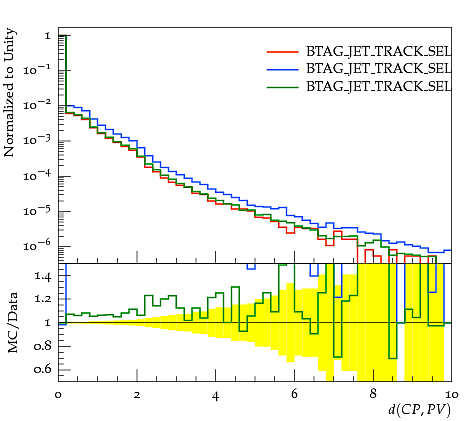 Normalized to Unity
1
10⁻¹
10⁻²
10⁻³
10⁻⁴
10⁻⁵
10⁻⁶
BTAG_JET_TRACK_SEL
BTAG_JET_TRACK_SEL
BTAG_JET_TRACK_SEL
MC/Data
1.4
1.2
1
0.8
0.6
0 2 4 6 8 10
d(CP, PV)